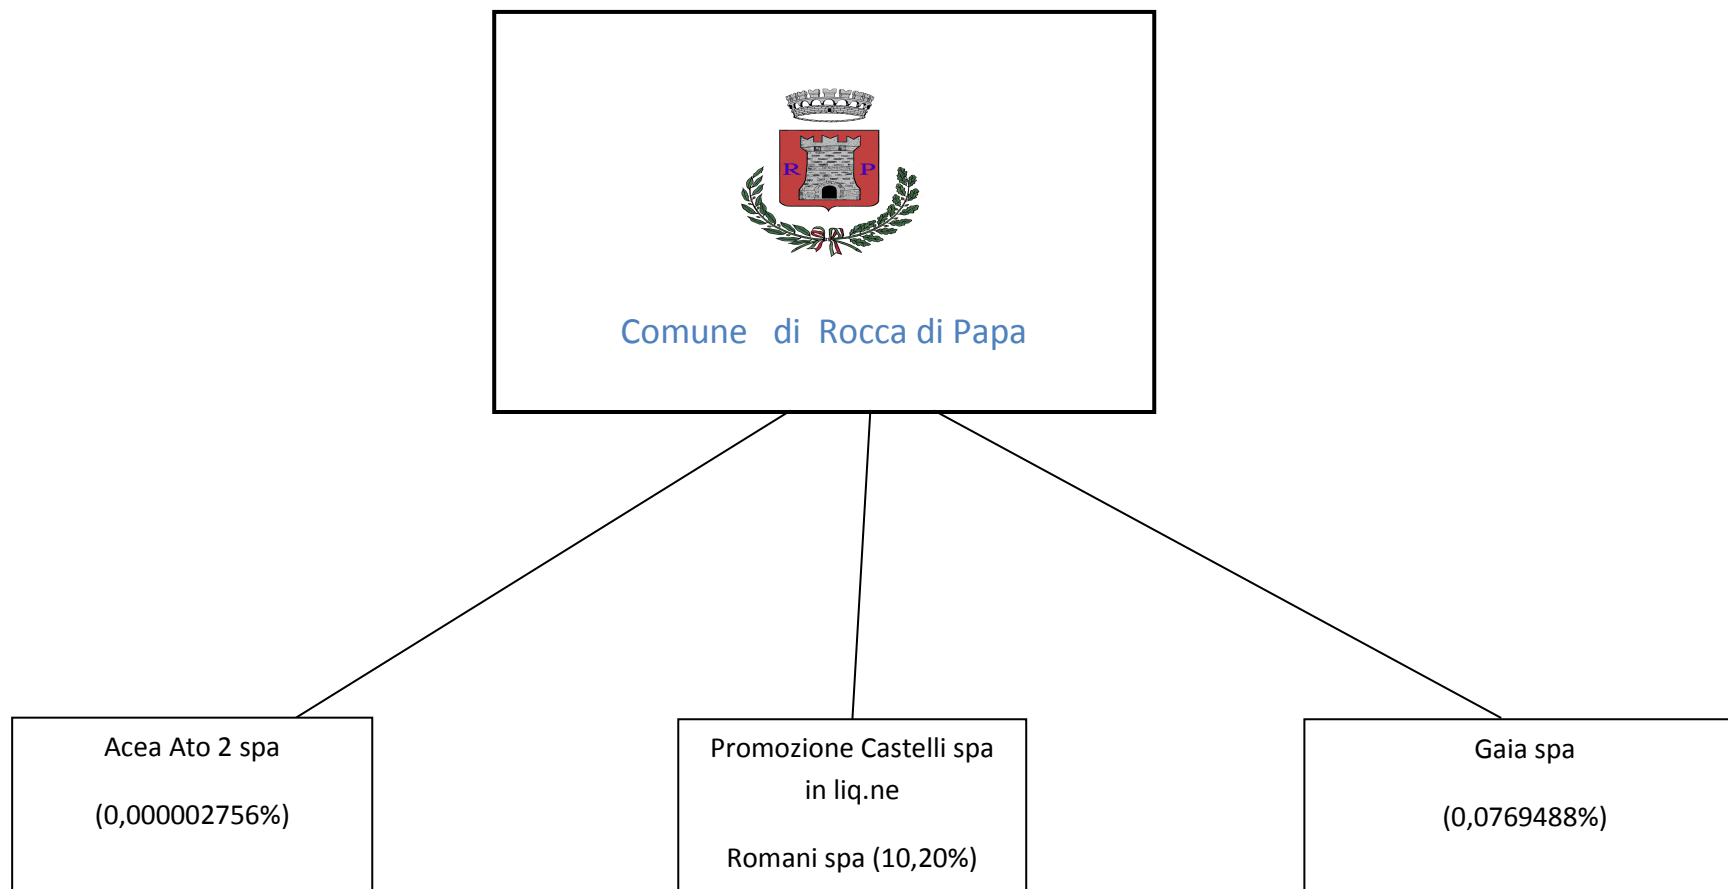 R P
Comune di Rocca di Papa
Acea Ato 2 spa
(0,000002756%)
Promozione Castelli spa
in liq.ne
Romani spa (10,20%)
Gaia spa
(0,0769488%)